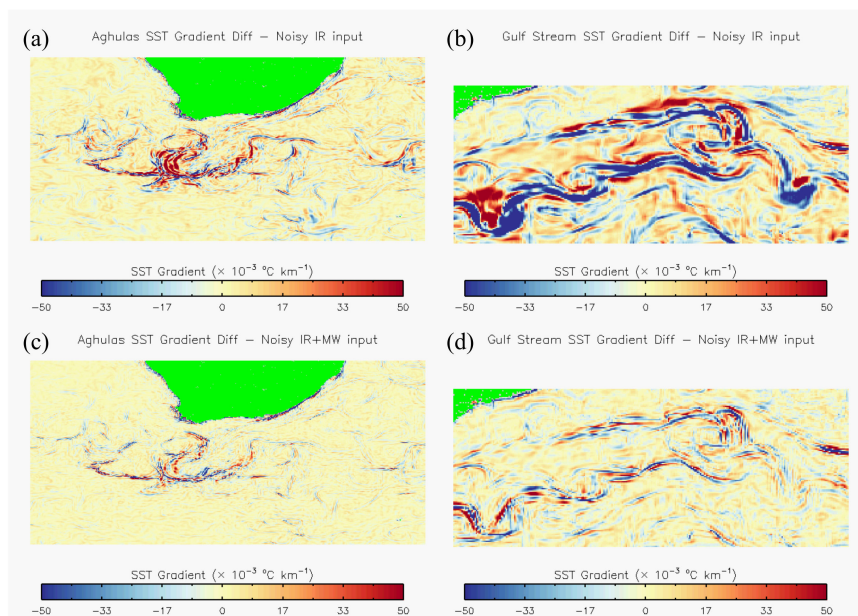 (a) Aghulas SST Gradient Diff – Noisy IR input
(b) Gulf Stream SST Gradient Diff – Noisy IR input
SST Gradient (× 10⁻³ °C km⁻¹)
−50 −33 −17 0 17 33 50
SST Gradient (× 10⁻³ °C km⁻¹)
−50 −33 −17 0 17 33 50
(c) Aghulas SST Gradient Diff – Noisy IR+MW input
(d) Gulf Stream SST Gradient Diff – Noisy IR+MW input
SST Gradient (× 10⁻³ °C km⁻¹)
−50 −33 −17 0 17 33 50
SST Gradient (× 10⁻³ °C km⁻¹)
−50 −33 −17 0 17 33 50